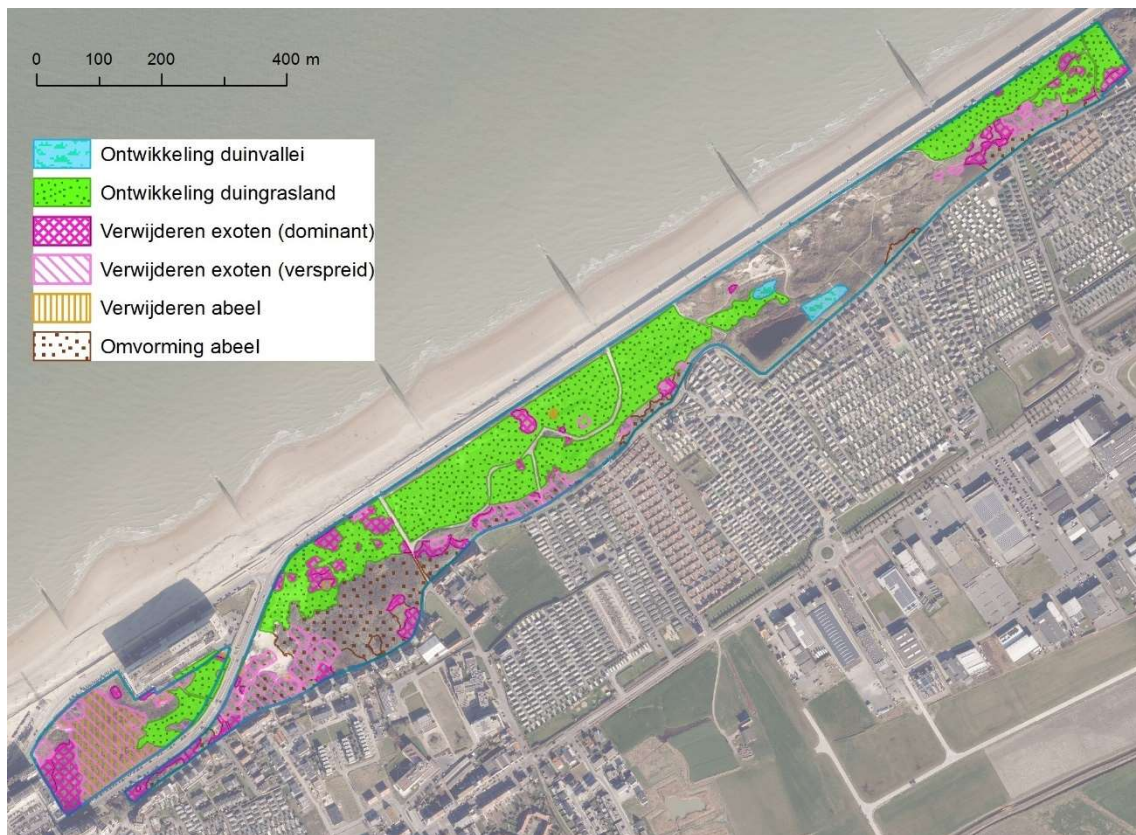 0 100 200 400 m
Ontwikkeling duinvallei
Ontwikkeling duingrasland
Verwijderen exoten (dominant)
Verwijderen exoten (verspreid)
Verwijderen abeel
Omvorming abeel